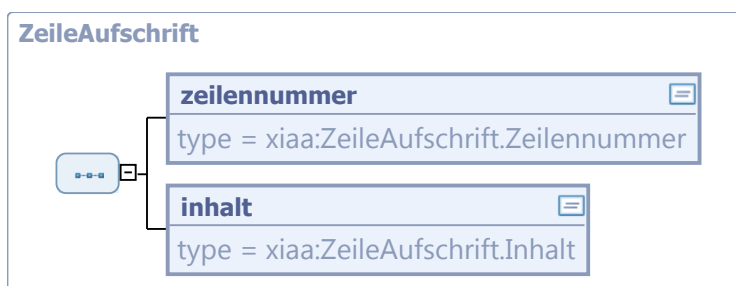 ZeileAufschrift
zeilennummer
type = xiaa:ZeileAufschrift.Zeilennummer
inhalt
type = xiaa:ZeileAufschrift.Inhalt